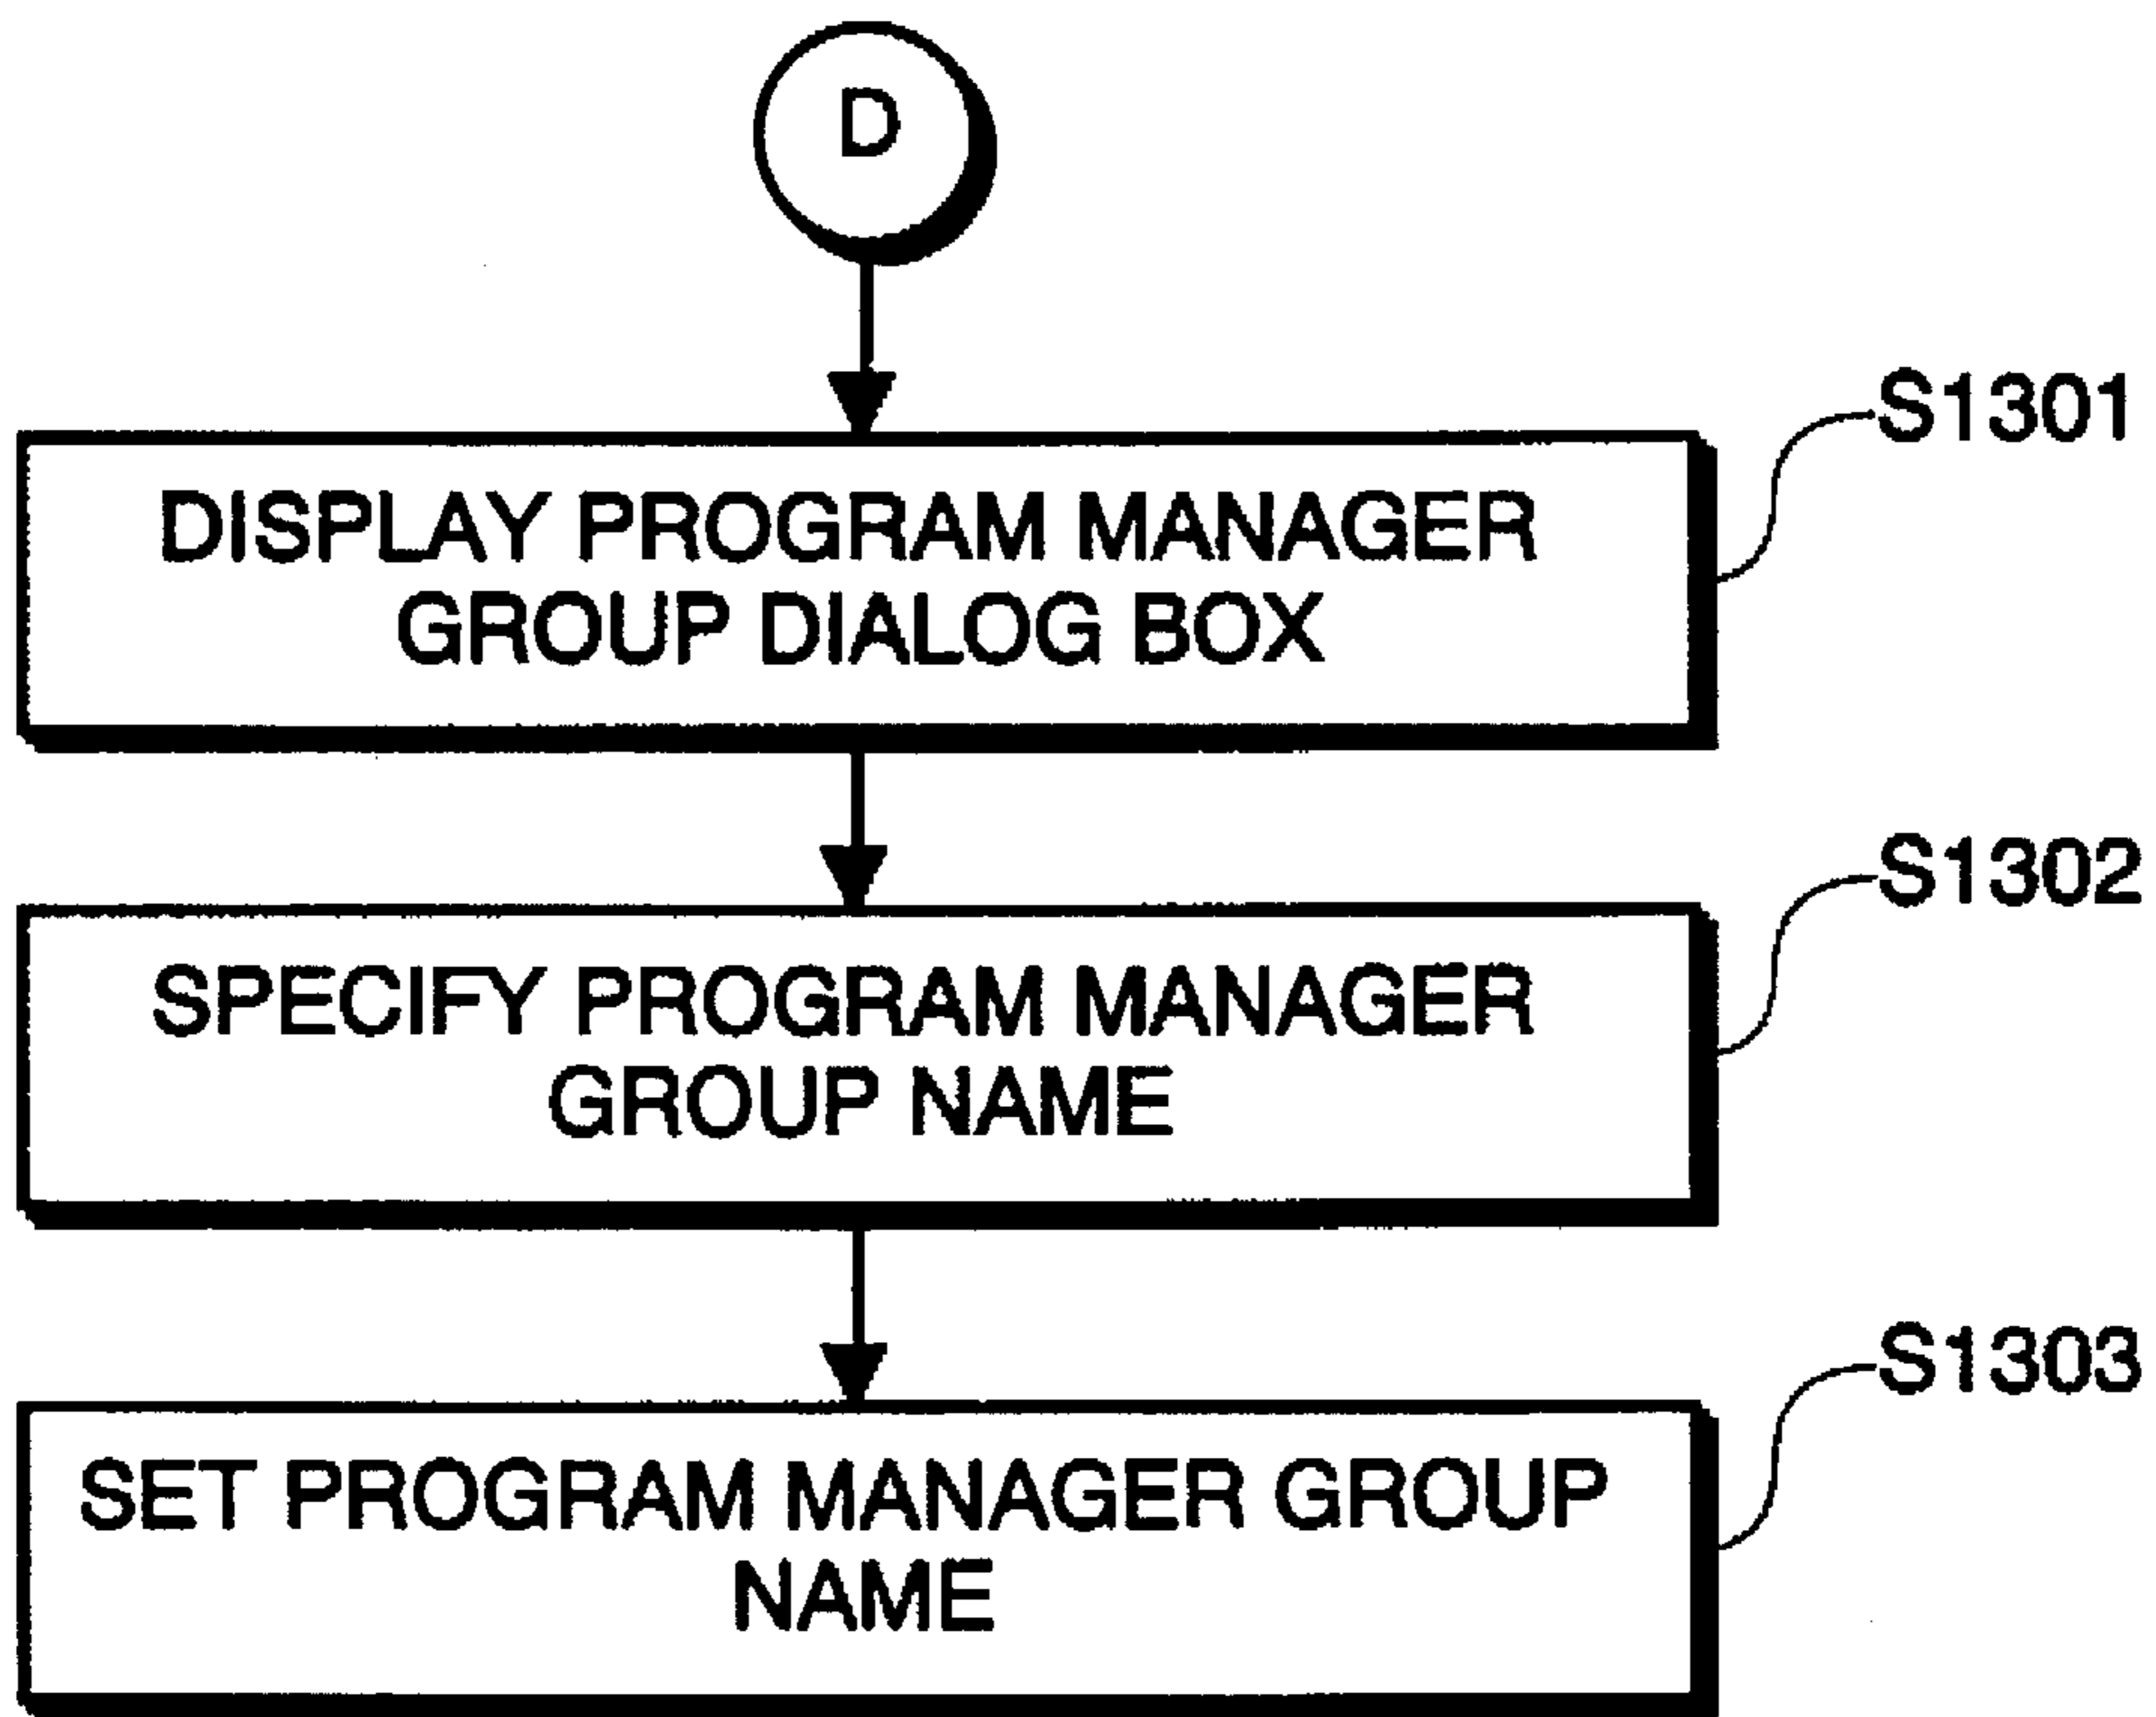 D
S1301
DISPLAY PROGRAM MANAGER
GROUP DIALOG BOX
S1302
SPECIFY PROGRAM MANAGER
GROUP NAME
S1303
SET PROGRAM MANAGER GROUP
NAME